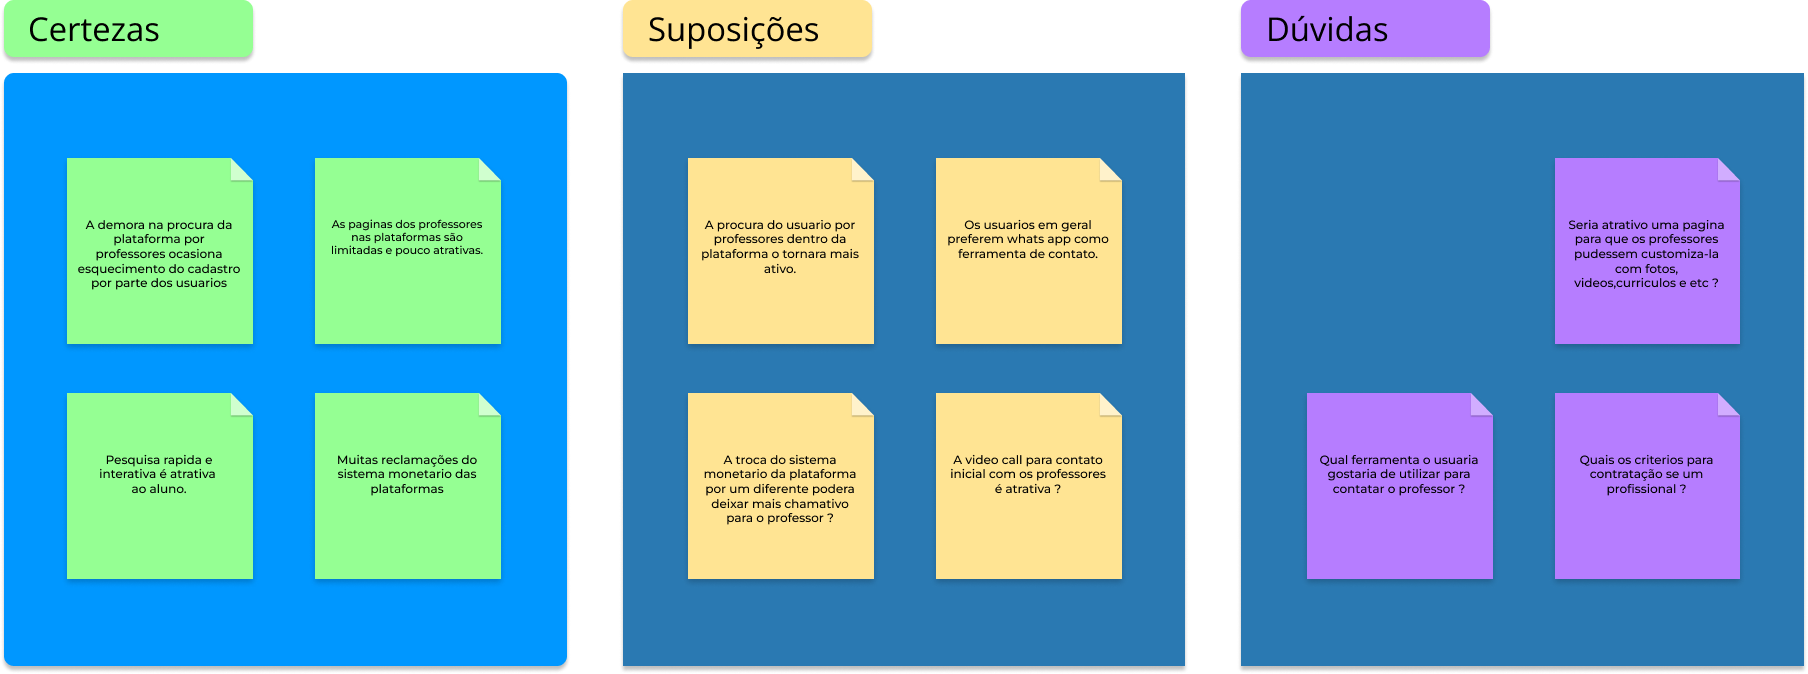 Certezas
A demora na procura da
plataforma por
professores ocasiona
esquecimento do cadastro
por parte dos usuarios
As paginas dos professores
nas plataformas são
limitadas e pouco atrativas.
Pesquisa rapida e
interativa é atrativa
ao aluno.
Muitas reclamações do
sistema monetario das
plataformas
Suposições
A procura do usuario por
professores dentro da
plataforma o tornara mais
ativo.
Os usuarios em geral
preferem whats app como
ferramenta de contato.
A troca do sistema
monetario da plataforma
por um diferente podera
deixar mais chamativo
para o professor ?
A video call para contato
inicial com os professores
é atrativa ?
Dúvidas
Seria atrativo uma pagina
para que os professores
pudessem customiza-la
com fotos,
videos,curriculos e etc ?
Qual ferramenta o usuaria
gostaria de utilizar para
contatar o professor ?
Quais os criterios para
contratação se um
profissional ?